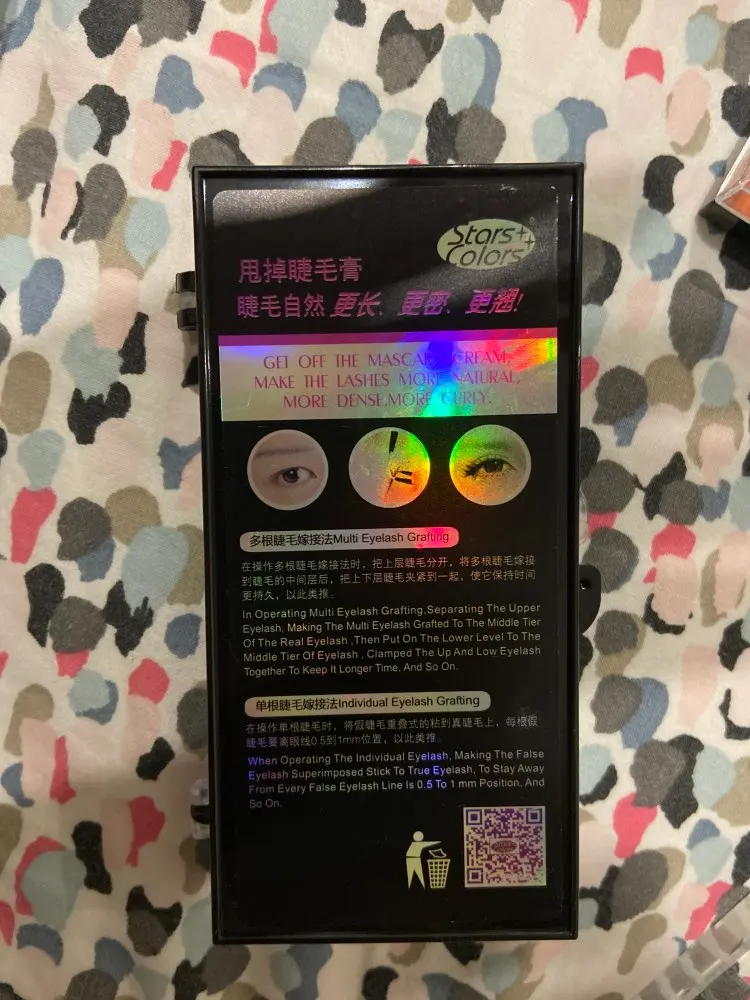 Stars
Colors
甩掉睫毛膏
睫毛自然 更长、更密、更翘!
GET OFF THE MASCARA CREAM,
MAKE THE LASHES MORE NATURAL,
MORE DENSE,MORE CURLY.
多根睫毛嫁接法Multi Eyelash Grafting
在操作多根睫毛嫁接法时，把上层睫毛分开，将多根睫毛嫁接
到睫毛的中间层后，把上下层睫毛夹紧到一起，使它保持时间
更持久，以此类推。
In Operating Multi Eyelash Grafting,Separating The Upper
Eyelash, Making The Multi Eyelash Grafted To The Middle Tier
Of The Real Eyelash ,Then Put On The Lower Level To The
Middle Tier Of Eyelash , Clamped The Up And Low Eyelash
Together To Keep It Longer Time, And So On.
单根睫毛嫁接法Individual Eyelash Grafting
在操作单根睫毛时，将假睫毛重叠式的粘到真睫毛上，每根假
睫毛要离眼线0.5到1mm位置，以此类推。
When Operating The Individual Eyelash, Making The False
Eyelash Superimposed Stick To True Eyelash, To Stay Away
From Every False Eyelash Line Is 0.5 To 1 mm Position, And
So On.